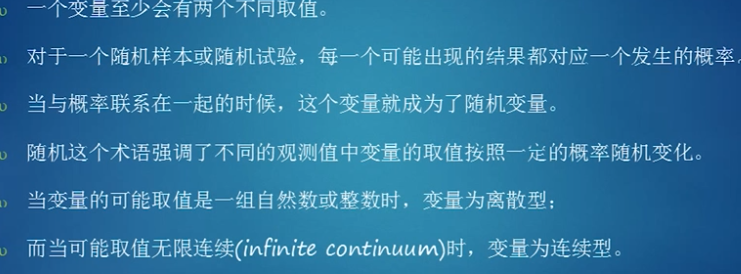 一个变量至少会有两个不同取值。
对于一个随机样本或随机试验，每一个可能出现的结果都对应一个发生的概率。
当与概率联系在一起的时候，这个变量就成为了随机变量。
随机这个术语强调了不同的观测值中变量的取值按照一定的概率随机变化。
当变量的可能取值是一组自然数或整数时，变量为离散型；
而当可能取值无限连续(infinite continuum)时，变量为连续型。